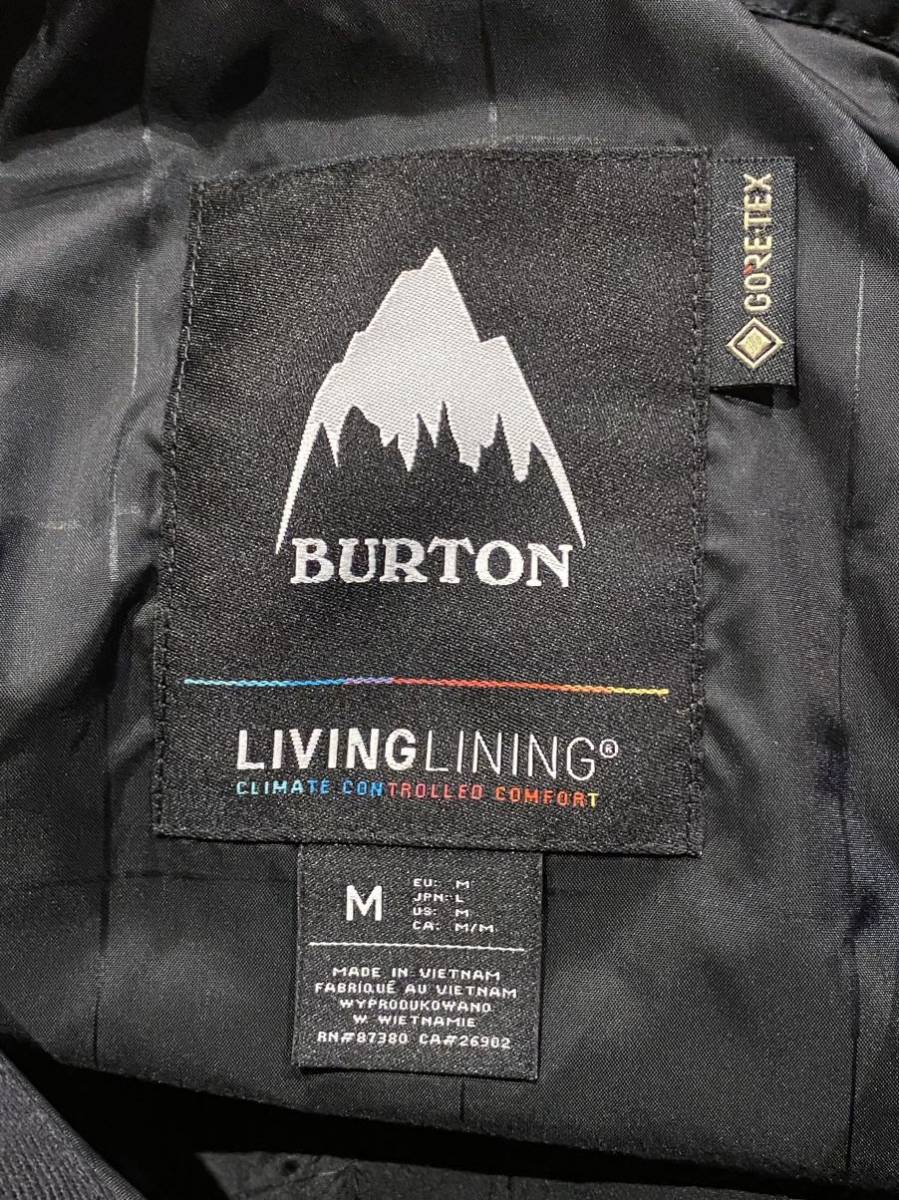 GORE-TEX
BURTON
LIVINGLINING®
CLIMATE CONTROLLED COMFORT
M
EU: M
JPN: L
US: M
CA: M/M
MADE IN VIETNAM
FABRIQUÉ AU VIETNAM
WYPRODUKOWANO
W WIETNAMIE
RN#87380 CA#26902